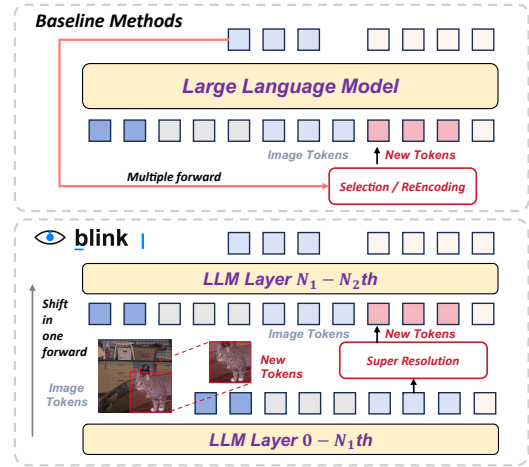 Baseline Methods
Large Language Model
Image Tokens
New Tokens
Multiple forward
Selection / ReEncoding
blink
LLM Layer N₁ − N₂th
Shift
in
one
forward
Image Tokens
New Tokens
New
Tokens
Super Resolution
Image
Tokens
LLM Layer 0 − N₁th